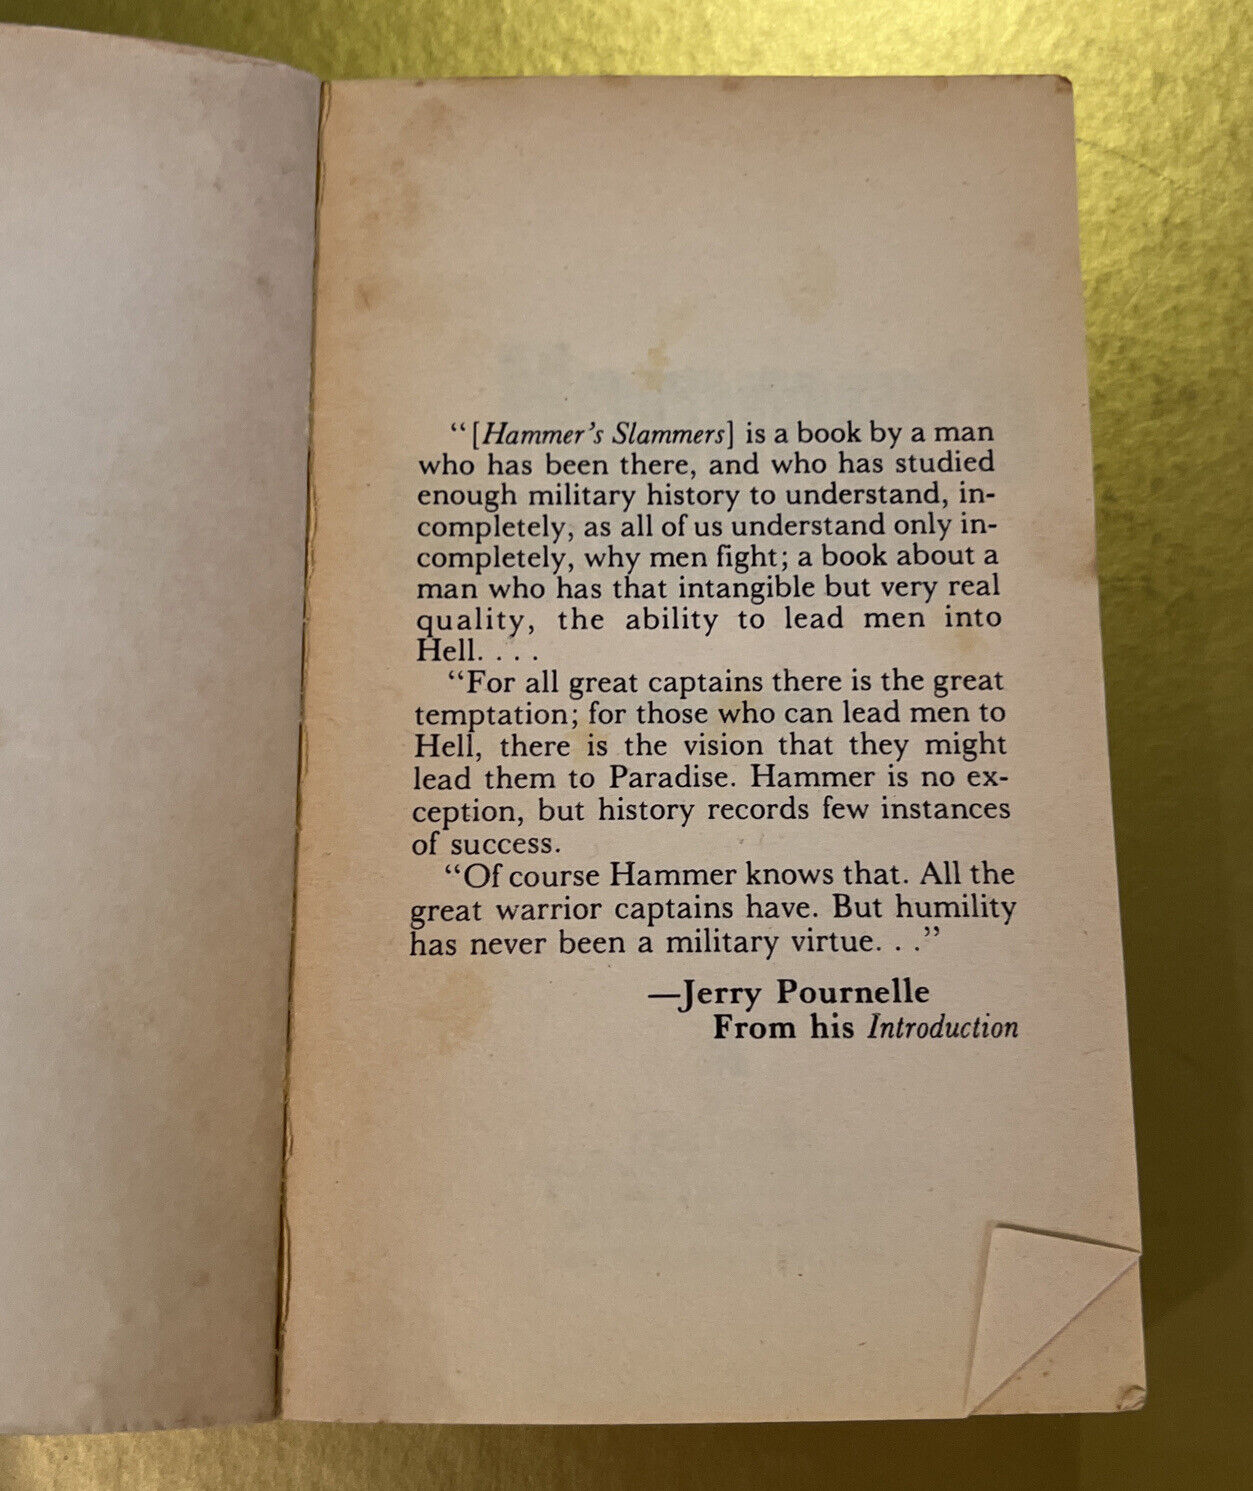 “[Hammer’s Slammers] is a book by a man
who has been there, and who has studied
enough military history to understand, in-
completely, as all of us understand only in-
completely, why men fight; a book about a
man who has that intangible but very real
quality, the ability to lead men into
Hell. . . .
“For all great captains there is the great
temptation; for those who can lead men to
Hell, there is the vision that they might
lead them to Paradise. Hammer is no ex-
ception, but history records few instances
of success.
“Of course Hammer knows that. All the
great warrior captains have. But humility
has never been a military virtue. . .”
—Jerry Pournelle
From his Introduction